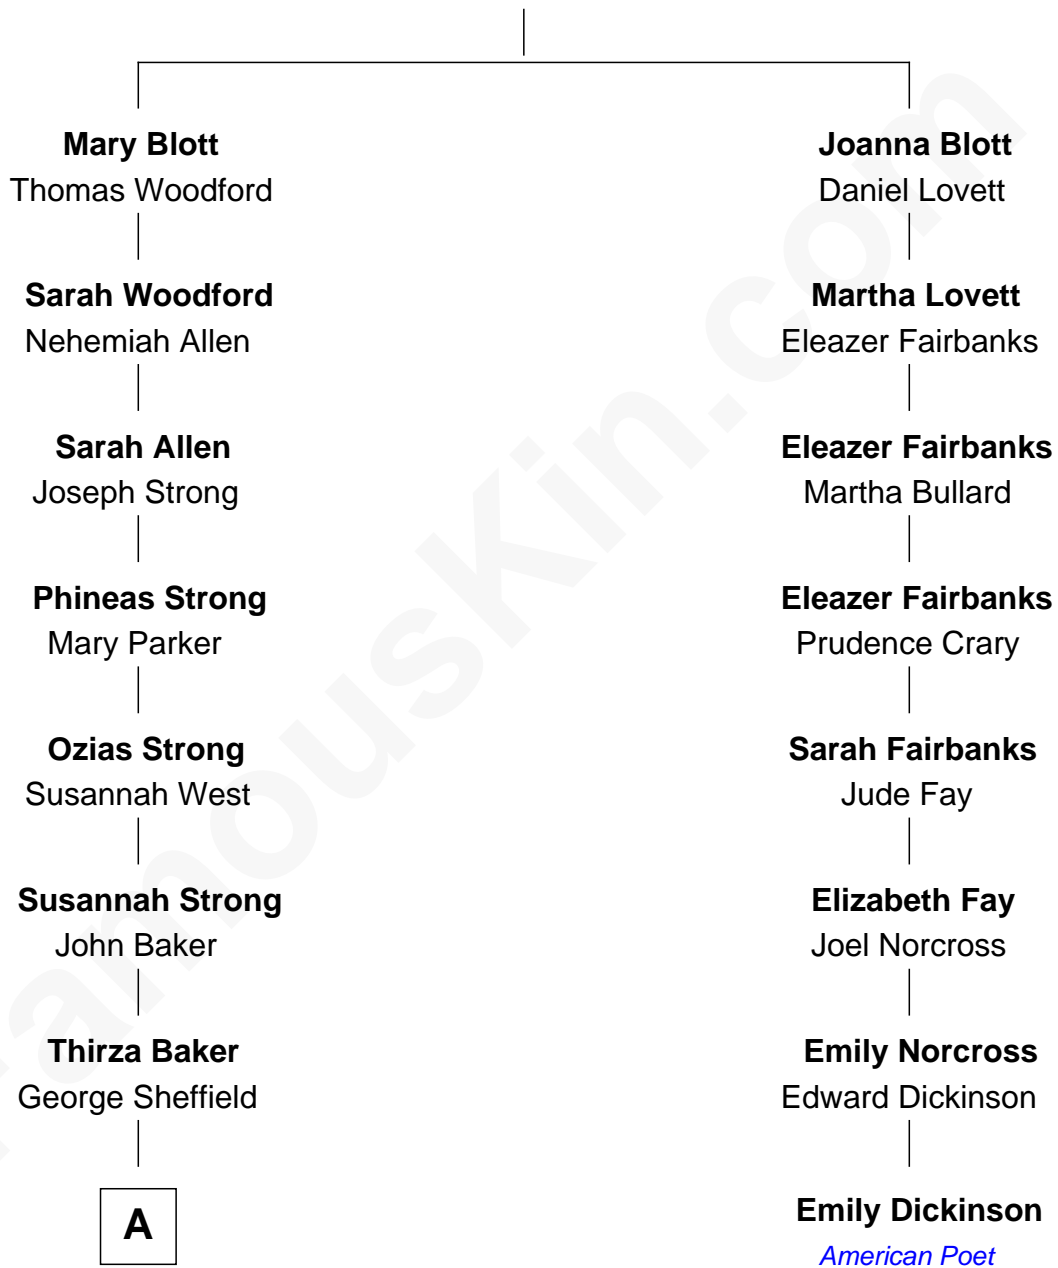 Mary Blott
Thomas Woodford
Joanna Blott
Daniel Lovett
Sarah Woodford
Nehemiah Allen
Martha Lovett
Eleazer Fairbanks
Sarah Allen
Joseph Strong
Eleazer Fairbanks
Martha Bullard
Phineas Strong
Mary Parker
Eleazer Fairbanks
Prudence Crary
Ozias Strong
Susannah West
Sarah Fairbanks
Jude Fay
Susannah Strong
John Baker
Elizabeth Fay
Joel Norcross
Thirza Baker
George Sheffield
Emily Norcross
Edward Dickinson
A
Emily Dickinson
American Poet
FamousKin.com